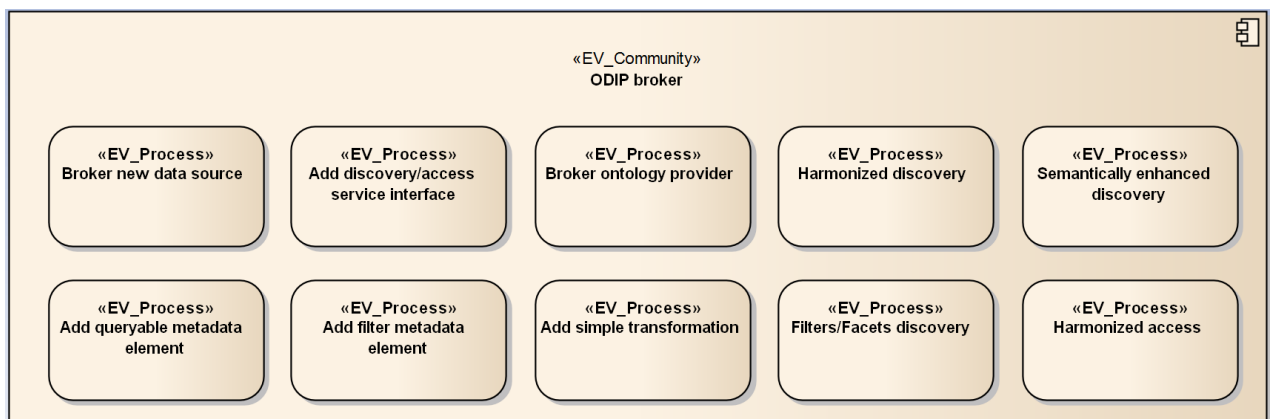 «EV_Community»
ODIP broker
«EV_Process»
Broker new data source
«EV_Process»
Add discovery/access
service interface
«EV_Process»
Broker ontology provider
«EV_Process»
Harmonized discovery
«EV_Process»
Semantically enhanced
discovery
«EV_Process»
Add queryable metadata
element
«EV_Process»
Add filter metadata
element
«EV_Process»
Add simple transformation
«EV_Process»
Filters/Facets discovery
«EV_Process»
Harmonized access